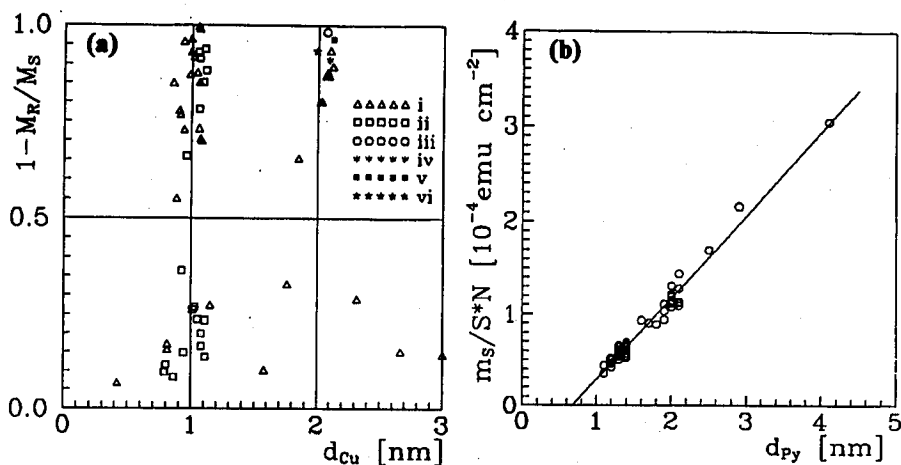 (a)
1-M_R/M_S
1.0
0.5
0.0
0
1
2
3
d_Cu [nm]
i
ii
iii
iv
v
vi
(b)
m_S/S*N [10^-4 emu cm^-2]
4
3
2
1
0
0
1
2
3
4
5
d_Py [nm]